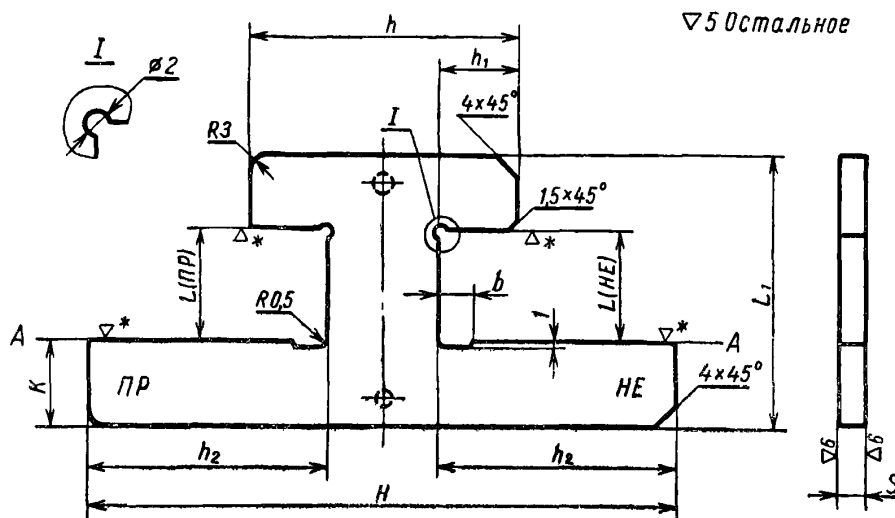 h
▽5 Остальное
I
⌀2
h₁
4×45°
R3
I
1,5×45°
▽*
▽*
L(ПР)
L(НЕ)
L₁
b
R0,5
1
A
▽*
▽*
A
K
ПР
НЕ
4×45°
▽6
▽6
h₂
h₂
H